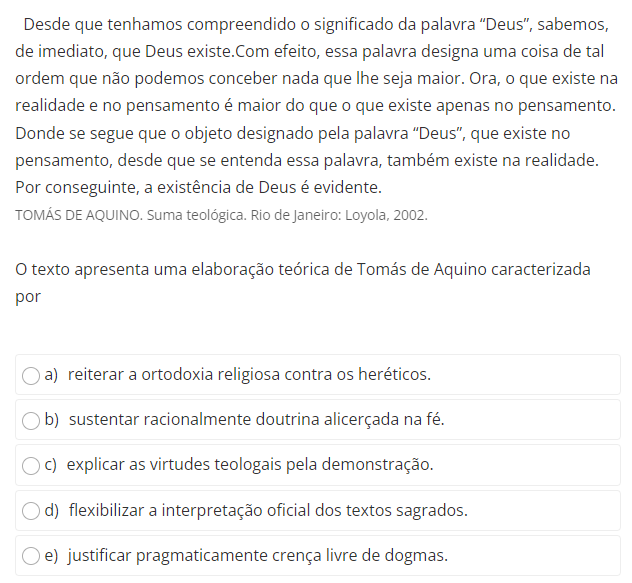 Desde que tenhamos compreendido o significado da palavra “Deus”, sabemos,
de imediato, que Deus existe.Com efeito, essa palavra designa uma coisa de tal
ordem que não podemos conceber nada que lhe seja maior. Ora, o que existe na
realidade e no pensamento é maior do que o que existe apenas no pensamento.
Donde se segue que o objeto designado pela palavra “Deus”, que existe no
pensamento, desde que se entenda essa palavra, também existe na realidade.
Por conseguinte, a existência de Deus é evidente.
TOMÁS DE AQUINO. Suma teológica. Rio de Janeiro: Loyola, 2002.
O texto apresenta uma elaboração teórica de Tomás de Aquino caracterizada
por
a) reiterar a ortodoxia religiosa contra os heréticos.
b) sustentar racionalmente doutrina alicerçada na fé.
c) explicar as virtudes teologais pela demonstração.
d) flexibilizar a interpretação oficial dos textos sagrados.
e) justificar pragmaticamente crença livre de dogmas.